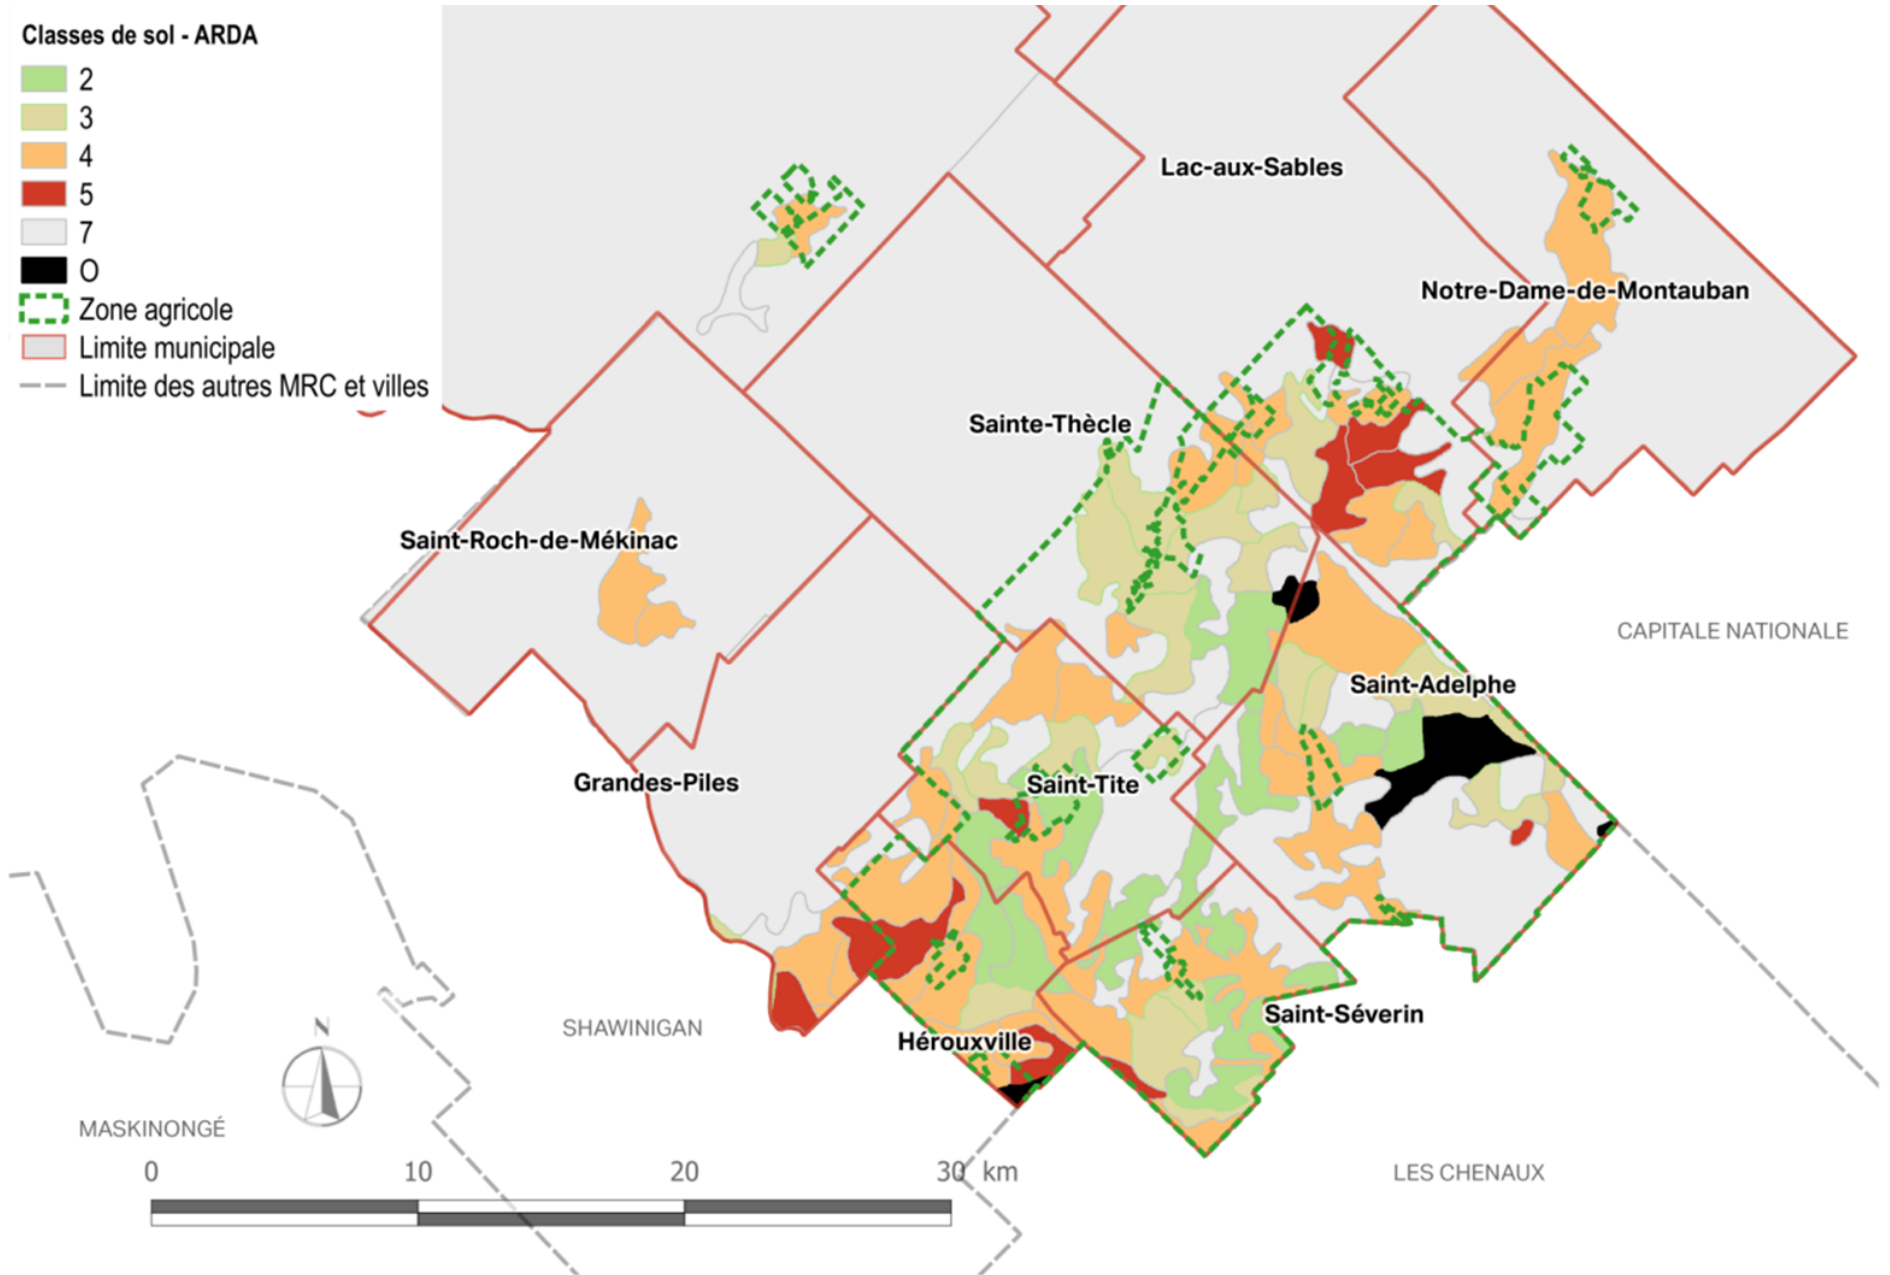 Classes de sol - ARDA
2
3
4
5
7
O
Zone agricole
Limite municipale
Limite des autres MRC et villes
Lac-aux-Sables
Notre-Dame-de-Montauban
Sainte-Thècle
Saint-Roch-de-Mékinac
CAPITALE NATIONALE
Saint-Adelphe
Grandes-Piles
Saint-Tite
Saint-Séverin
SHAWINIGAN
Hérouxville
N
MASKINONGÉ
LES CHENAUX
0 10 20 30 km